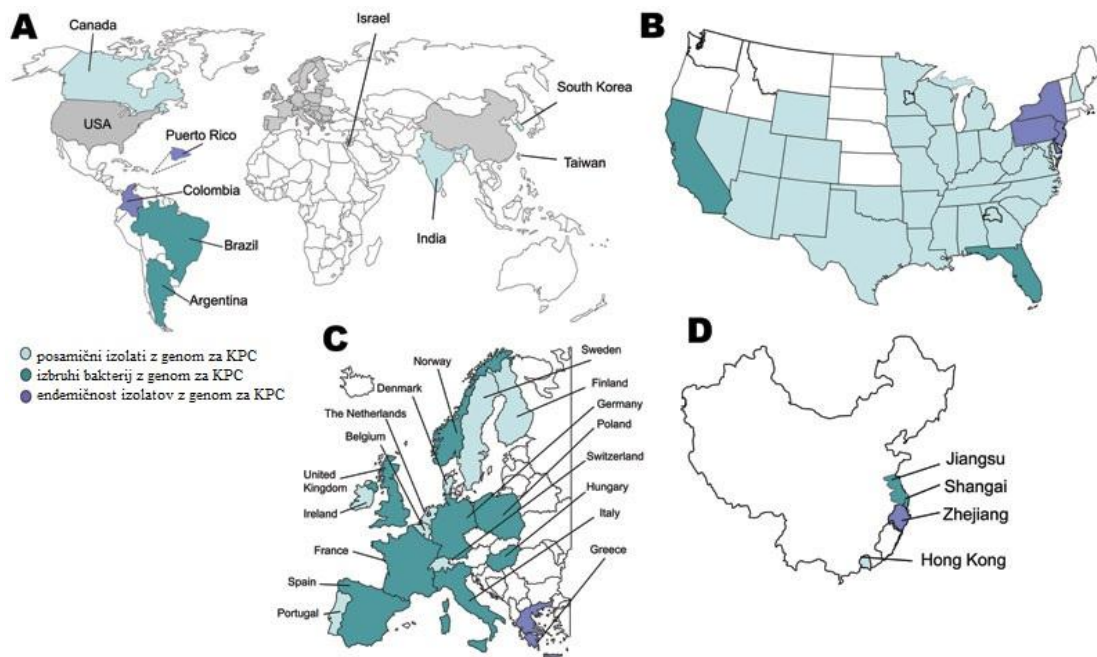 A
Canada
Israel
South Korea
USA
Puerto Rico
Taiwan
Colombia
India
Brazil
Argentina
posamični izolati z genom za KPC
izbruhi bakterij z genom za KPC
endemičnost izolatov z genom za KPC
B
C
Norway
Sweden
Denmark
Finland
The Netherlands
Germany
Belgium
Poland
United
Kingdom
Switzerland
Ireland
Hungary
Italy
France
Greece
Spain
Portugal
D
Jiangsu
Shangai
Zhejiang
Hong Kong